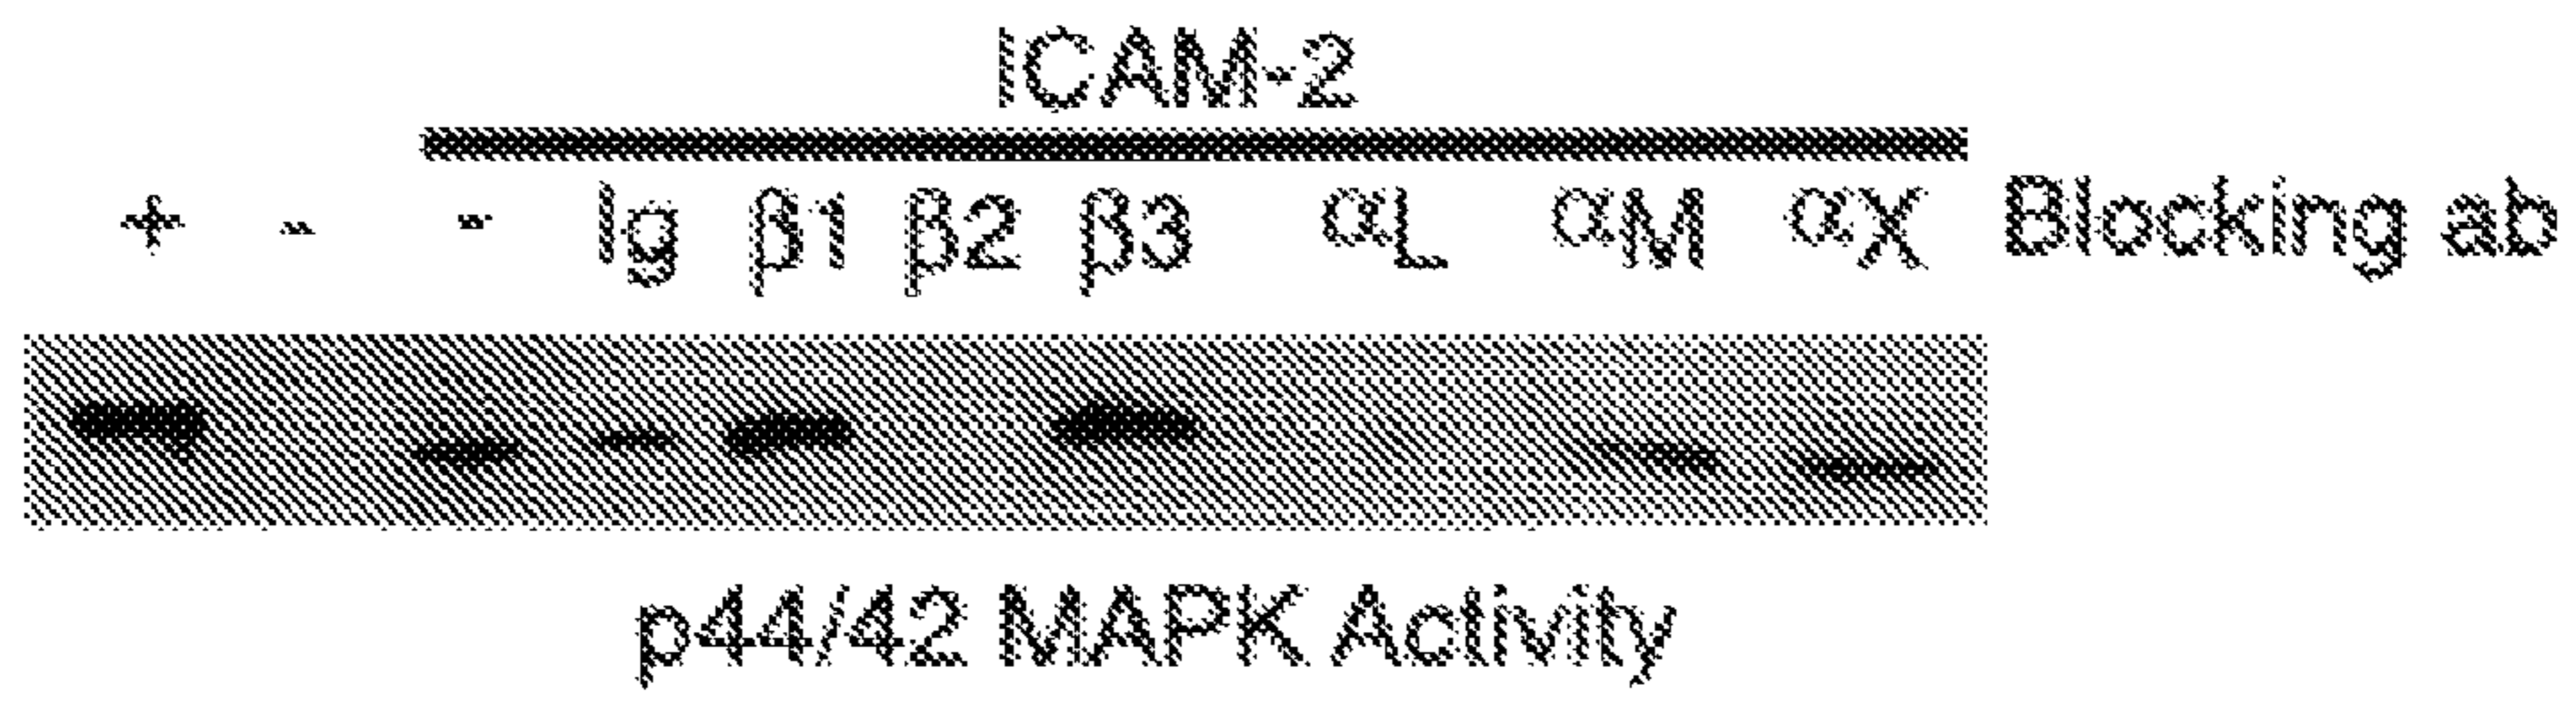 ICAM-2
+ - - Ig β1 β2 β3 αL αM αX Blocking ab
p44/42 MAPK Activity